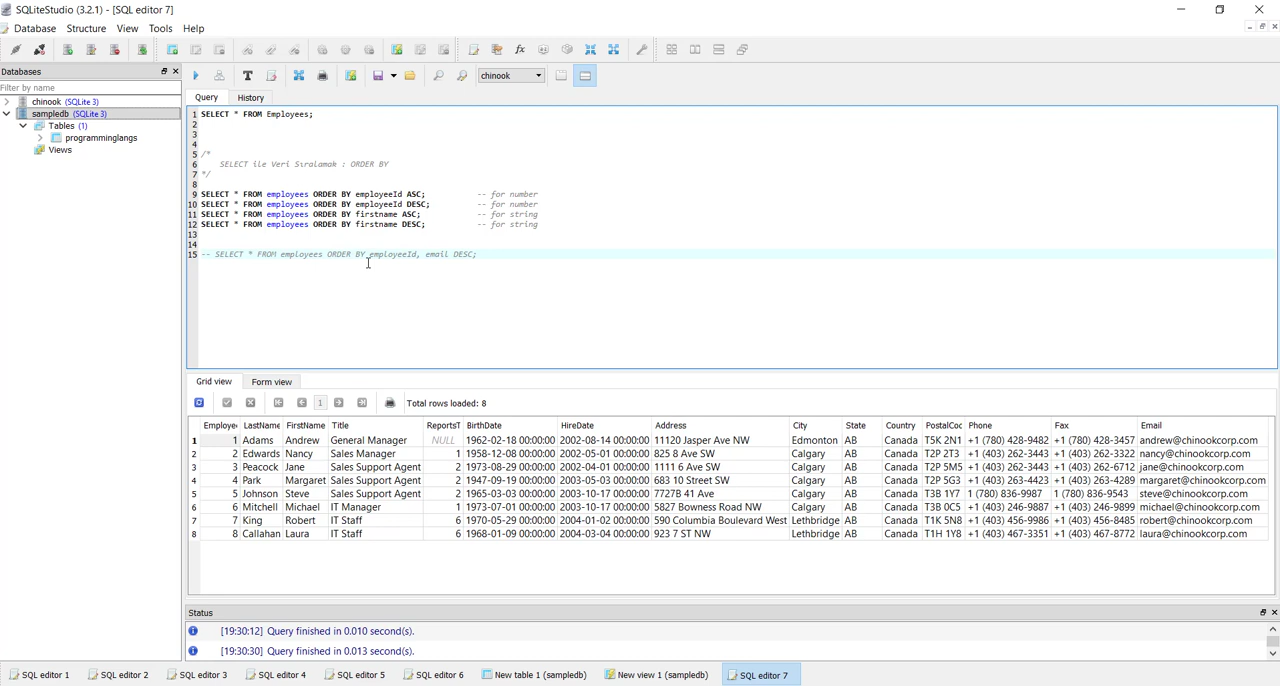 SQLiteStudio (3.2.1) - [SQL editor 7]
Database Structure View Tools Help
Databases
Filter by name
chinook (SQLite 3)
sampledb (SQLite 3)
Tables (1)
programminglangs
Views
chinook
Query History
1 SELECT * FROM Employees;
2
3
4
5 /*
6 SELECT ile Veri Sıralamak : ORDER BY
7 */
8
9 SELECT * FROM employees ORDER BY employeeId ASC; -- for number
10 SELECT * FROM employees ORDER BY employeeId DESC; -- for number
11 SELECT * FROM employees ORDER BY firstname ASC; -- for string
12 SELECT * FROM employees ORDER BY firstname DESC; -- for string
13
14
15 -- SELECT * FROM employees ORDER BY employeeId, email DESC;
Grid view Form view
1 Total rows loaded: 8
Employe LastName FirstName Title ReportsT BirthDate HireDate Address City State Country PostalCoc Phone Fax Email
1 1 Adams Andrew General Manager NULL 1962-02-18 00:00:00 2002-08-14 00:00:00 11120 Jasper Ave NW Edmonton AB Canada T5K 2N1 +1 (780) 428-9482 +1 (780) 428-3457 andrew@chinookcorp.com
2 2 Edwards Nancy Sales Manager 1 1958-12-08 00:00:00 2002-05-01 00:00:00 825 8 Ave SW Calgary AB Canada T2P 2T3 +1 (403) 262-3443 +1 (403) 262-3322 nancy@chinookcorp.com
3 3 Peacock Jane Sales Support Agent 2 1973-08-29 00:00:00 2002-04-01 00:00:00 1111 6 Ave SW Calgary AB Canada T2P 5M5 +1 (403) 262-3443 +1 (403) 262-6712 jane@chinookcorp.com
4 4 Park Margaret Sales Support Agent 2 1947-09-19 00:00:00 2003-05-03 00:00:00 683 10 Street SW Calgary AB Canada T2P 5G3 +1 (403) 263-4423 +1 (403) 263-4289 margaret@chinookcorp.com
5 5 Johnson Steve Sales Support Agent 2 1965-03-03 00:00:00 2003-10-17 00:00:00 7727B 41 Ave Calgary AB Canada T3B 1Y7 1 (780) 836-9987 1 (780) 836-9543 steve@chinookcorp.com
6 6 Mitchell Michael IT Manager 1 1973-07-01 00:00:00 2003-10-17 00:00:00 5827 Bowness Road NW Calgary AB Canada T3B 0C5 +1 (403) 246-9887 +1 (403) 246-9899 michael@chinookcorp.com
7 7 King Robert IT Staff 6 1970-05-29 00:00:00 2004-01-02 00:00:00 590 Columbia Boulevard West Lethbridge AB Canada T1K 5N8 +1 (403) 456-9986 +1 (403) 456-8485 robert@chinookcorp.com
8 8 Callahan Laura IT Staff 6 1968-01-09 00:00:00 2004-03-04 00:00:00 923 7 ST NW Lethbridge AB Canada T1H 1Y8 +1 (403) 467-3351 +1 (403) 467-8772 laura@chinookcorp.com
Status
[19:30:12] Query finished in 0.010 second(s).
[19:30:30] Query finished in 0.013 second(s).
SQL editor 1 SQL editor 2 SQL editor 3 SQL editor 4 SQL editor 5 SQL editor 6 New table 1 (sampledb) New view 1 (sampledb) SQL editor 7